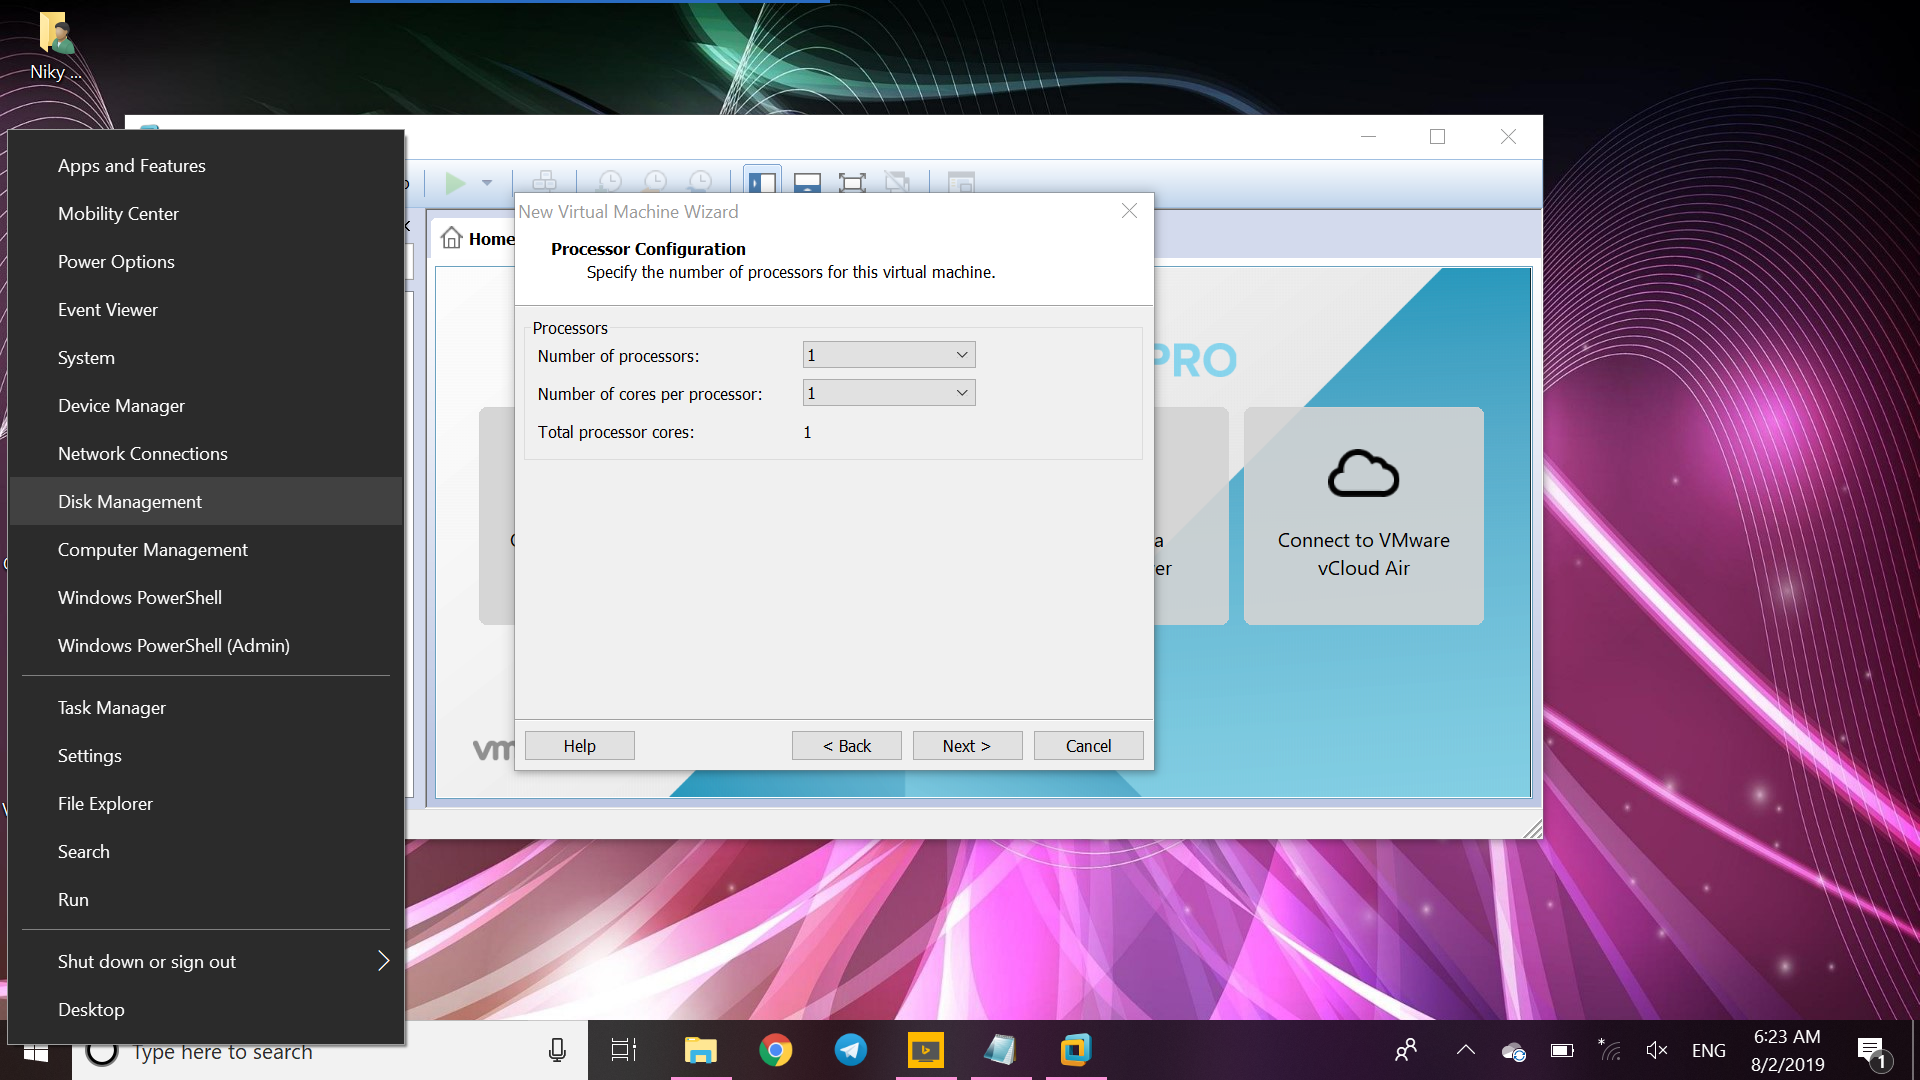 Niky ...
Apps and Features
Mobility Center
Power Options
Event Viewer
System
Device Manager
Network Connections
Disk Management
Computer Management
Windows PowerShell
Windows PowerShell (Admin)
Task Manager
Settings
File Explorer
Search
Run
Shut down or sign out
Desktop
Home
New Virtual Machine Wizard
Processor Configuration
Specify the number of processors for this virtual machine.
Processors
Number of processors: 1
Number of cores per processor: 1
Total processor cores: 1
Help
< Back
Next >
Cancel
PRO
Connect to VMware
vCloud Air
Type here to search
ENG
6:23 AM
8/2/2019
1